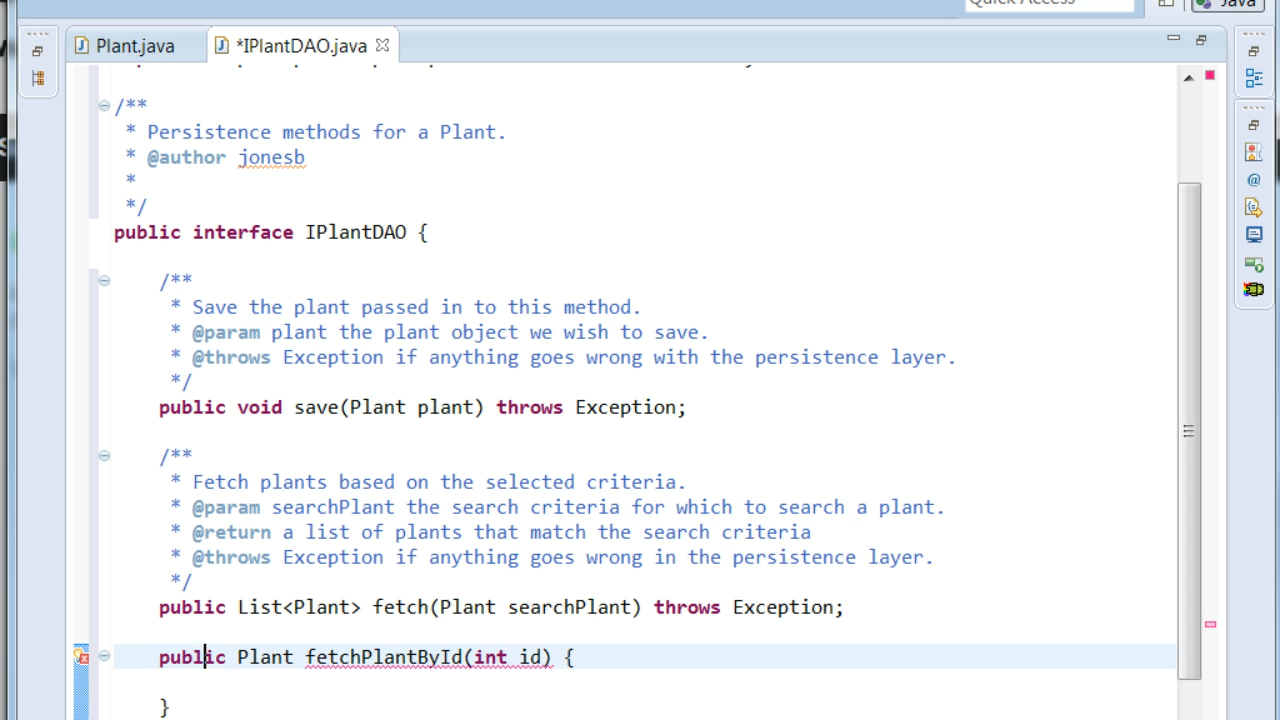 Quick Access
Java
Plant.java
*IPlantDAO.java
/**
* Persistence methods for a Plant.
* @author jonesb
*
*/
public interface IPlantDAO {
/**
* Save the plant passed in to this method.
* @param plant the plant object we wish to save.
* @throws Exception if anything goes wrong with the persistence layer.
*/
public void save(Plant plant) throws Exception;
/**
* Fetch plants based on the selected criteria.
* @param searchPlant the search criteria for which to search a plant.
* @return a list of plants that match the search criteria
* @throws Exception if anything goes wrong in the persistence layer.
*/
public List<Plant> fetch(Plant searchPlant) throws Exception;
public Plant fetchPlantById(int id) {
}